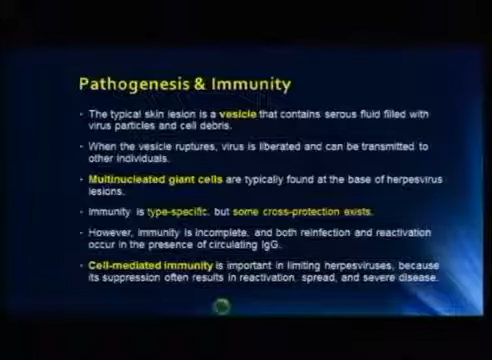 Pathogenesis & Immunity
• The typical skin lesion is a vesicle that contains serous fluid filled with
virus particles and cell debris.
• When the vesicle ruptures, virus is liberated and can be transmitted to
other individuals.
• Multinucleated giant cells are typically found at the base of herpesvirus
lesions.
• Immunity is type-specific, but some cross-protection exists.
• However, immunity is incomplete, and both reinfection and reactivation
occur in the presence of circulating IgG.
• Cell-mediated immunity is important in limiting herpesviruses, because
its suppression often results in reactivation, spread, and severe disease.